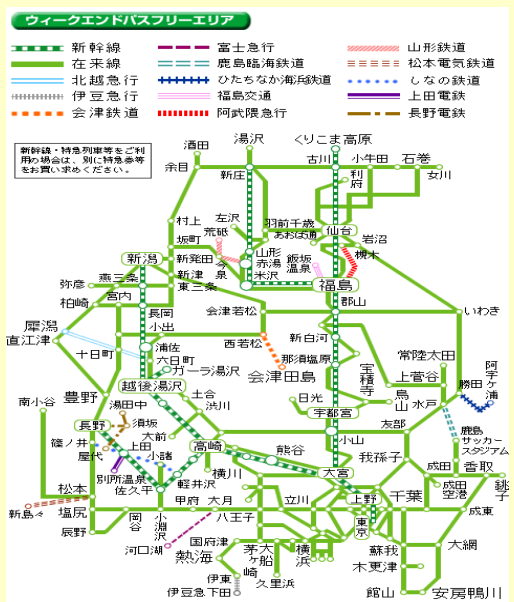 ウィークエンドパスフリーエリア
新幹線
富士急行
山形鉄道
在来線
鹿島臨海鉄道
松本電気鉄道
北越急行
ひたちなか海浜鉄道
しなの鉄道
伊豆急行
福島交通
上田電鉄
会津鉄道
阿武隈急行
長野電鉄
新幹線・特急列車等をご利
用の場合は、別に特急券等
をお買い求めください。
酒田
湯沢
くりこま高原
余目
新庄
古川
小牛田
石巻
女川
利府
村上
左沢
羽前千歳
あおば通
仙台
岩沼
槻木
坂町
荒砥
山形
赤湯
米沢
今泉
飯坂温泉
福島
新潟
新発田
新津
東三条
弥彦
燕三条
柏崎
宮内
長岡
小出
会津若松
西若松
会津田島
郡山
新白河
那須塩原
いわき
犀潟
直江津
十日町
浦佐
六日町
ガーラ湯沢
越後湯沢
宝積寺
烏山
常陸太田
上菅谷
水戸
勝田
阿字ヶ浦
日光
宇都宮
友部
小山
鹿島サッカースタジアム
豊野
南小谷
湯田中
長野
須坂
土合
渋川
大前
高崎
熊谷
大宮
我孫子
成田
成田空港
香取
銚子
篠ノ井
屋代
上田
小諸
別所温泉
佐久平
軽井沢
横川
松本
新島々
塩尻
辰野
岡谷
小淵沢
甲府
大月
八王子
立川
上野
東京
千葉
成東
河口湖
国府津
熱海
茅ヶ崎
大船
横浜
久里浜
伊東
伊豆急下田
蘇我
木更津
大網
館山
安房鴨川